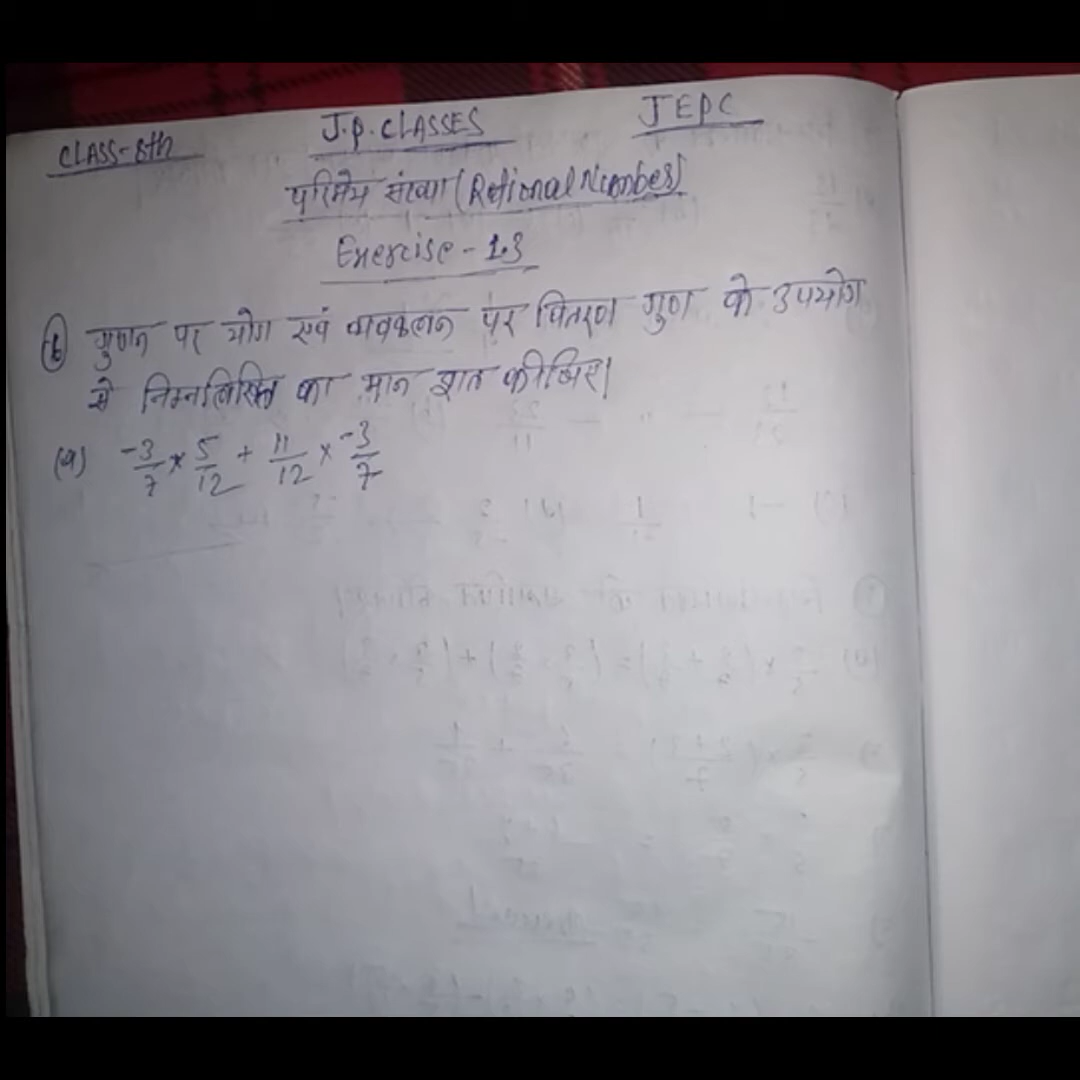 CLASS-8th J.P. CLASSES JEPC
परिमेय संख्या (Rational Number)
Exercise - 1.3
⑥ गुणन पर योग एवं व्यवकलन पर वितरण गुण के उपयोग
से निम्नलिखित का मान ज्ञात कीजिए।
(a) -3/7 × 5/12 + 11/12 × -3/7